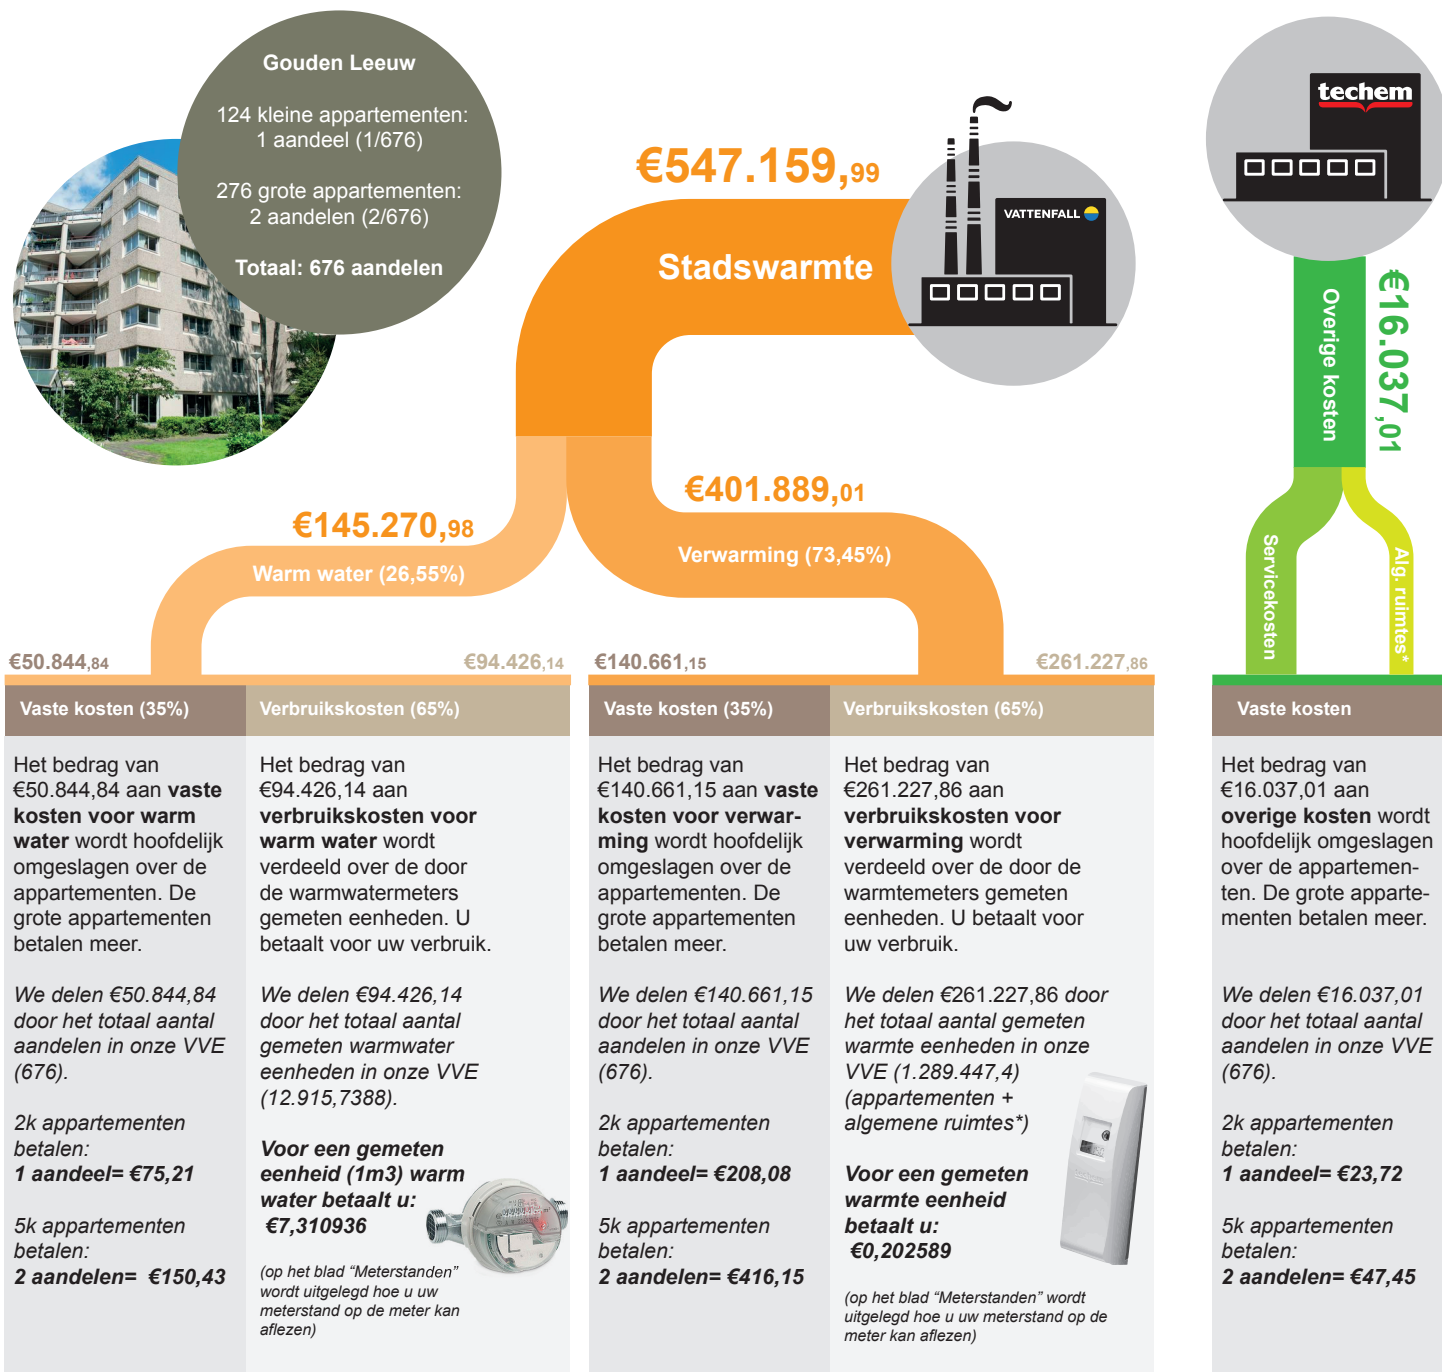 Gouden Leeuw
124 kleine appartementen:
1 aandeel (1/676)
276 grote appartementen:
2 aandelen (2/676)
Totaal: 676 aandelen
€547.159,99
Stadswarmte
VATTENFALL
techem
€16.037,01
Overige kosten
Servicekosten
Alg. ruimtes*
€145.270,98
Warm water (26,55%)
€401.889,01
Verwarming (73,45%)
€50.844,84
€94.426,14
€140.661,15
€261.227,86
Vaste kosten (35%)
Het bedrag van
€50.844,84 aan vaste
kosten voor warm
water wordt hoofdelijk
omgeslagen over de
appartementen. De
grote appartementen
betalen meer.
We delen €50.844,84
door het totaal aantal
aandelen in onze VVE
(676).
2k appartementen
betalen:
1 aandeel= €75,21
5k appartementen
betalen:
2 aandelen= €150,43
Verbruikskosten (65%)
Het bedrag van
€94.426,14 aan
verbruikskosten voor
warm water wordt
verdeeld over de door
de warmwatermeters
gemeten eenheden. U
betaalt voor uw verbruik.
We delen €94.426,14
door het totaal aantal
gemeten warmwater
eenheden in onze VVE
(12.915,7388).
Voor een gemeten
eenheid (1m3) warm
water betaalt u:
€7,310936
(op het blad “Meterstanden”
wordt uitgelegd hoe u uw
meterstand op de meter kan
aflezen)
Vaste kosten (35%)
Het bedrag van
€140.661,15 aan vaste
kosten voor verwar-
ming wordt hoofdelijk
omgeslagen over de
appartementen. De
grote appartementen
betalen meer.
We delen €140.661,15
door het totaal aantal
aandelen in onze VVE
(676).
2k appartementen
betalen:
1 aandeel= €208,08
5k appartementen
betalen:
2 aandelen= €416,15
Verbruikskosten (65%)
Het bedrag van
€261.227,86 aan
verbruikskosten voor
verwarming wordt
verdeeld over de door de
warmtemeters gemeten
eenheden. U betaalt voor
uw verbruik.
We delen €261.227,86 door
het totaal aantal gemeten
warmte eenheden in onze
VVE (1.289.447,4)
(appartementen +
algemene ruimtes*)
Voor een gemeten
warmte eenheid
betaalt u:
€0,202589
(op het blad “Meterstanden” wordt
uitgelegd hoe u uw meterstand op de
meter kan aflezen)
Vaste kosten
Het bedrag van
€16.037,01 aan
overige kosten wordt
hoofdelijk omgeslagen
over de appartemen-
ten. De grote apparte-
menten betalen meer.
We delen €16.037,01
door het totaal aantal
aandelen in onze VVE
(676).
2k appartementen
betalen:
1 aandeel= €23,72
5k appartementen
betalen:
2 aandelen= €47,45